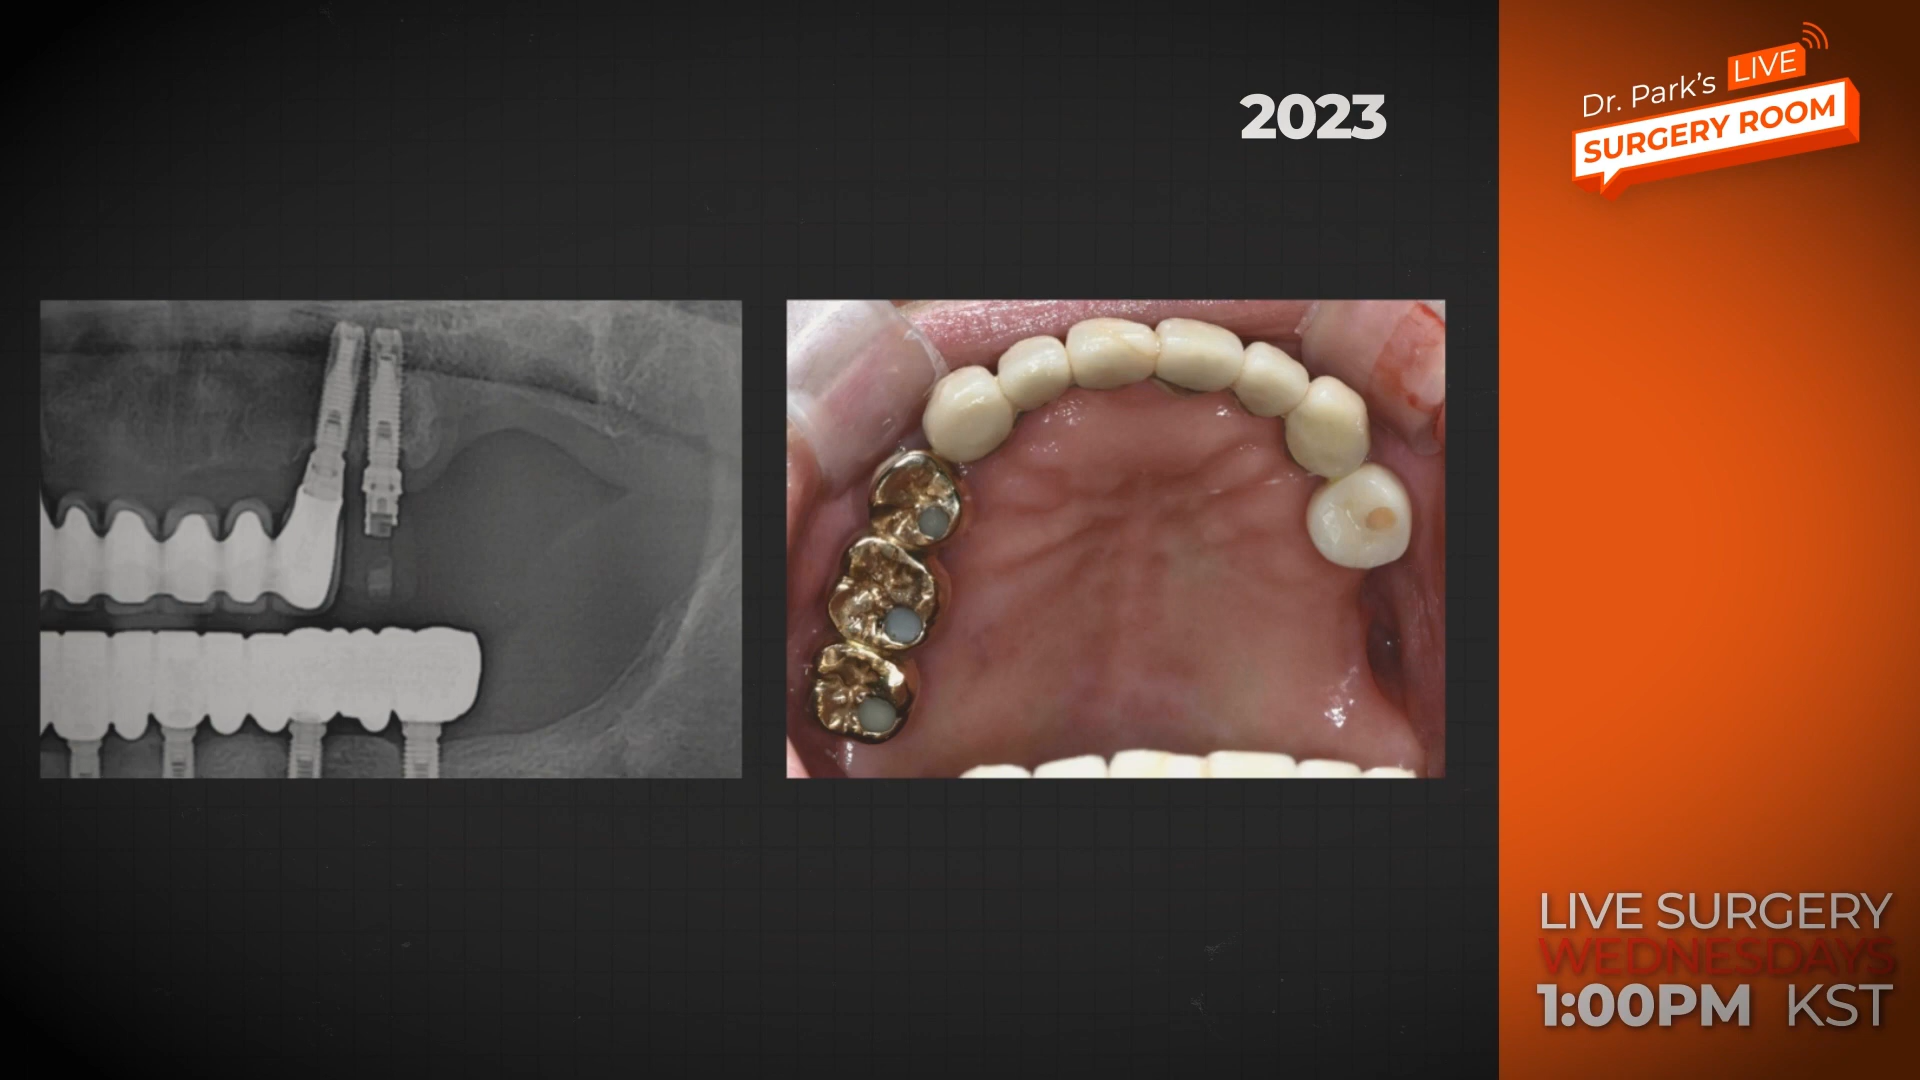 2023
Dr. Park's LIVE
SURGERY ROOM
LIVE SURGERY
WEDNESDAYS
1:00PM KST